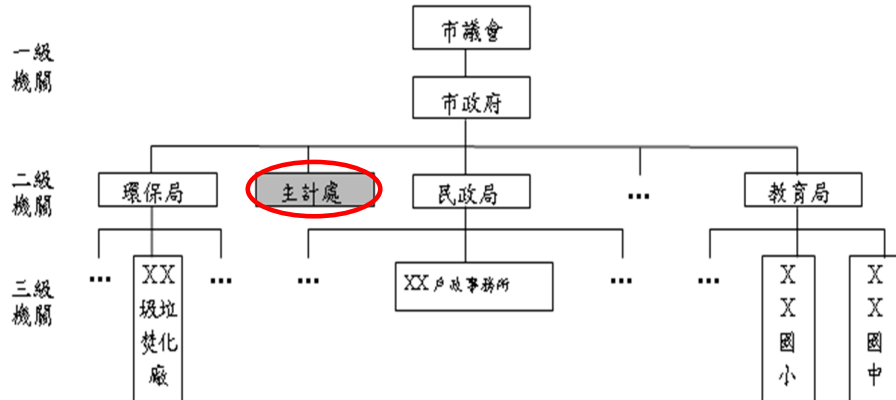 市議會
一級
機關
市政府
二級
機關
環保局
主計處
民政局
...
教育局
三級
機關
...
XX
圾垃
焚化
廠
...
...
XX戶政事務所
...
...
X
X
國
小
X
X
國
中